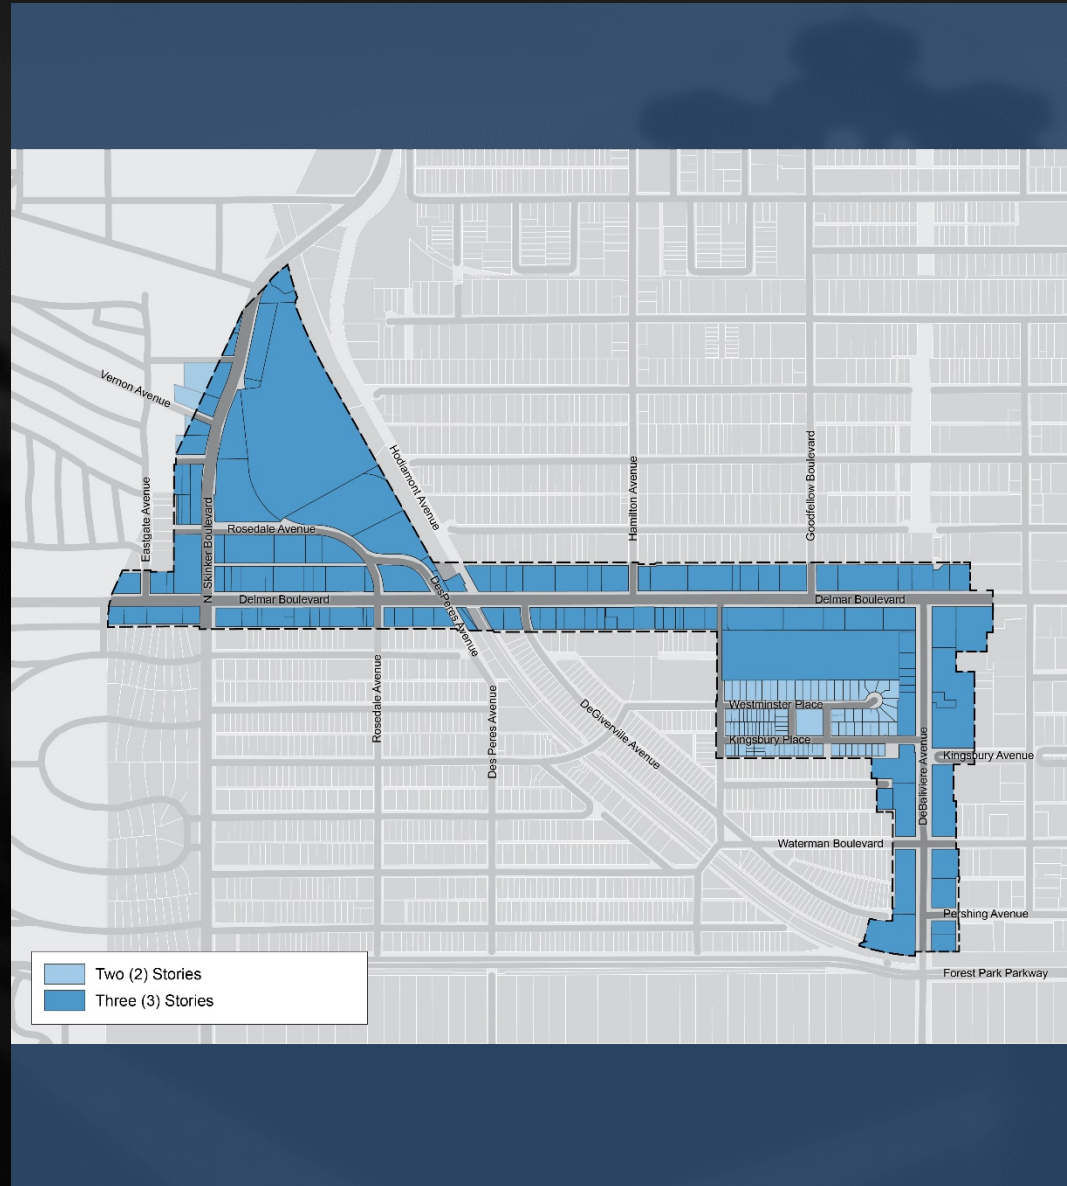 Vernon Avenue
Hodiamont Avenue
Hamilton Avenue
Goodfellow Boulevard
Eastgate Avenue
N. Skinker Boulevard
Rosedale Avenue
Delmar Boulevard
DesPeres Avenue
Delmar Boulevard
Rosedale Avenue
Des Peres Avenue
DeGiverville Avenue
Westminster Place
Kingsbury Place
DeBaliviere Avenue
Kingsbury Avenue
Waterman Boulevard
Pershing Avenue
Forest Park Parkway
Two (2) Stories
Three (3) Stories